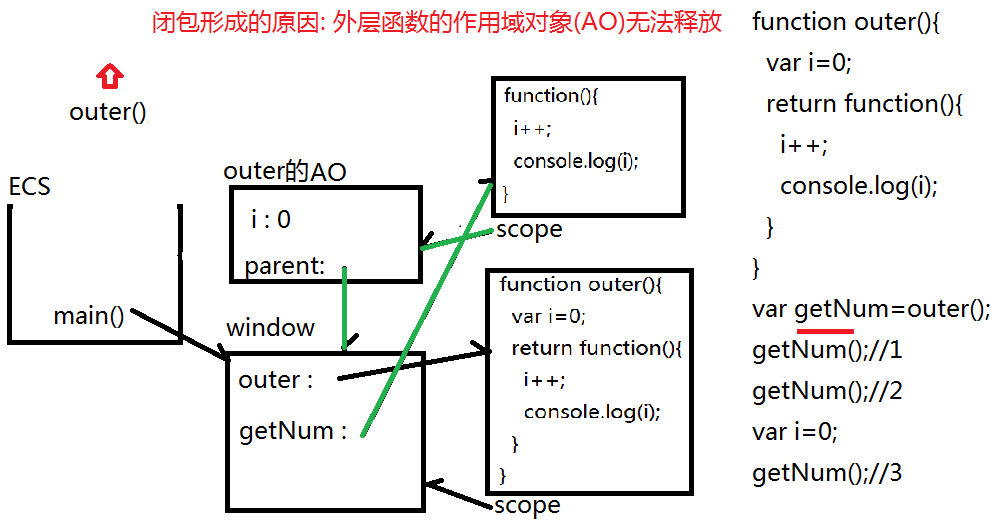 闭包形成的原因: 外层函数的作用域对象(AO)无法释放
outer()
ECS
main()
outer的AO
i : 0
parent:
window
outer :
getNum :
function(){
i++;
console.log(i);
}
scope
function outer(){
var i=0;
return function(){
i++;
console.log(i);
}
}
scope
function outer(){
var i=0;
return function(){
i++;
console.log(i);
}
}
var getNum=outer();
getNum();//1
getNum();//2
var i=0;
getNum();//3